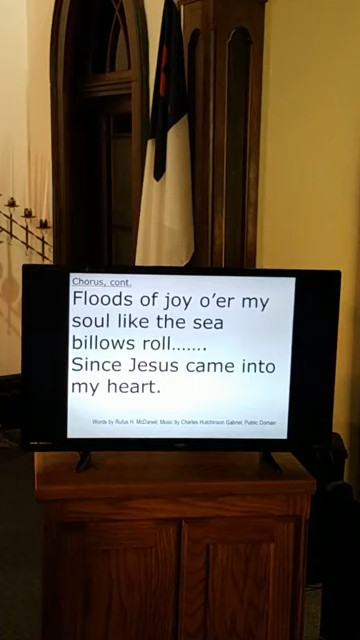 Chorus, cont.
Floods of joy o’er my
soul like the sea
billows roll…….
Since Jesus came into
my heart.
Words by Rufus H. McDaniel; Music by Charles Hutchinson Gabriel; Public Domain